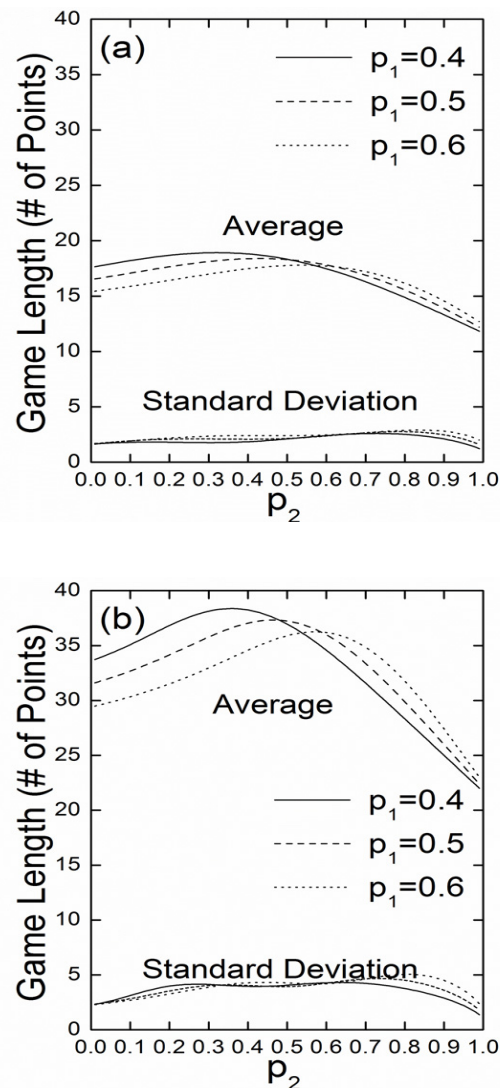 40
(a)
p1=0.4
35
p1=0.5
30
p1=0.6
25
Average
20
15
10
Standard Deviation
5
0
0.0 0.1 0.2 0.3 0.4 0.5 0.6 0.7 0.8 0.9 1.0
p2
Game Length (# of Points)
40
(b)
35
30
Average
25
20
p1=0.4
p1=0.5
15
p1=0.6
10
Standard Deviation
5
0
0.0 0.1 0.2 0.3 0.4 0.5 0.6 0.7 0.8 0.9 1.0
p2
Game Length (# of Points)